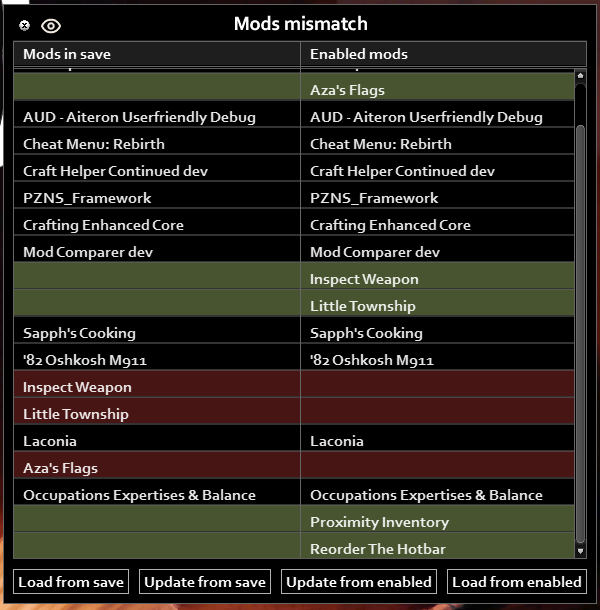 Mods mismatch
Mods in save Enabled mods
Aza's Flags
AUD - Aiteron Userfriendly Debug AUD - Aiteron Userfriendly Debug
Cheat Menu: Rebirth Cheat Menu: Rebirth
Craft Helper Continued dev Craft Helper Continued dev
PZNS_Framework PZNS_Framework
Crafting Enhanced Core Crafting Enhanced Core
Mod Comparer dev Mod Comparer dev
Inspect Weapon
Little Township
Sapph's Cooking Sapph's Cooking
'82 Oshkosh M911 '82 Oshkosh M911
Inspect Weapon
Little Township
Laconia Laconia
Aza's Flags
Occupations Expertises & Balance Occupations Expertises & Balance
Proximity Inventory
Reorder The Hotbar
Load from save Update from save Update from enabled Load from enabled